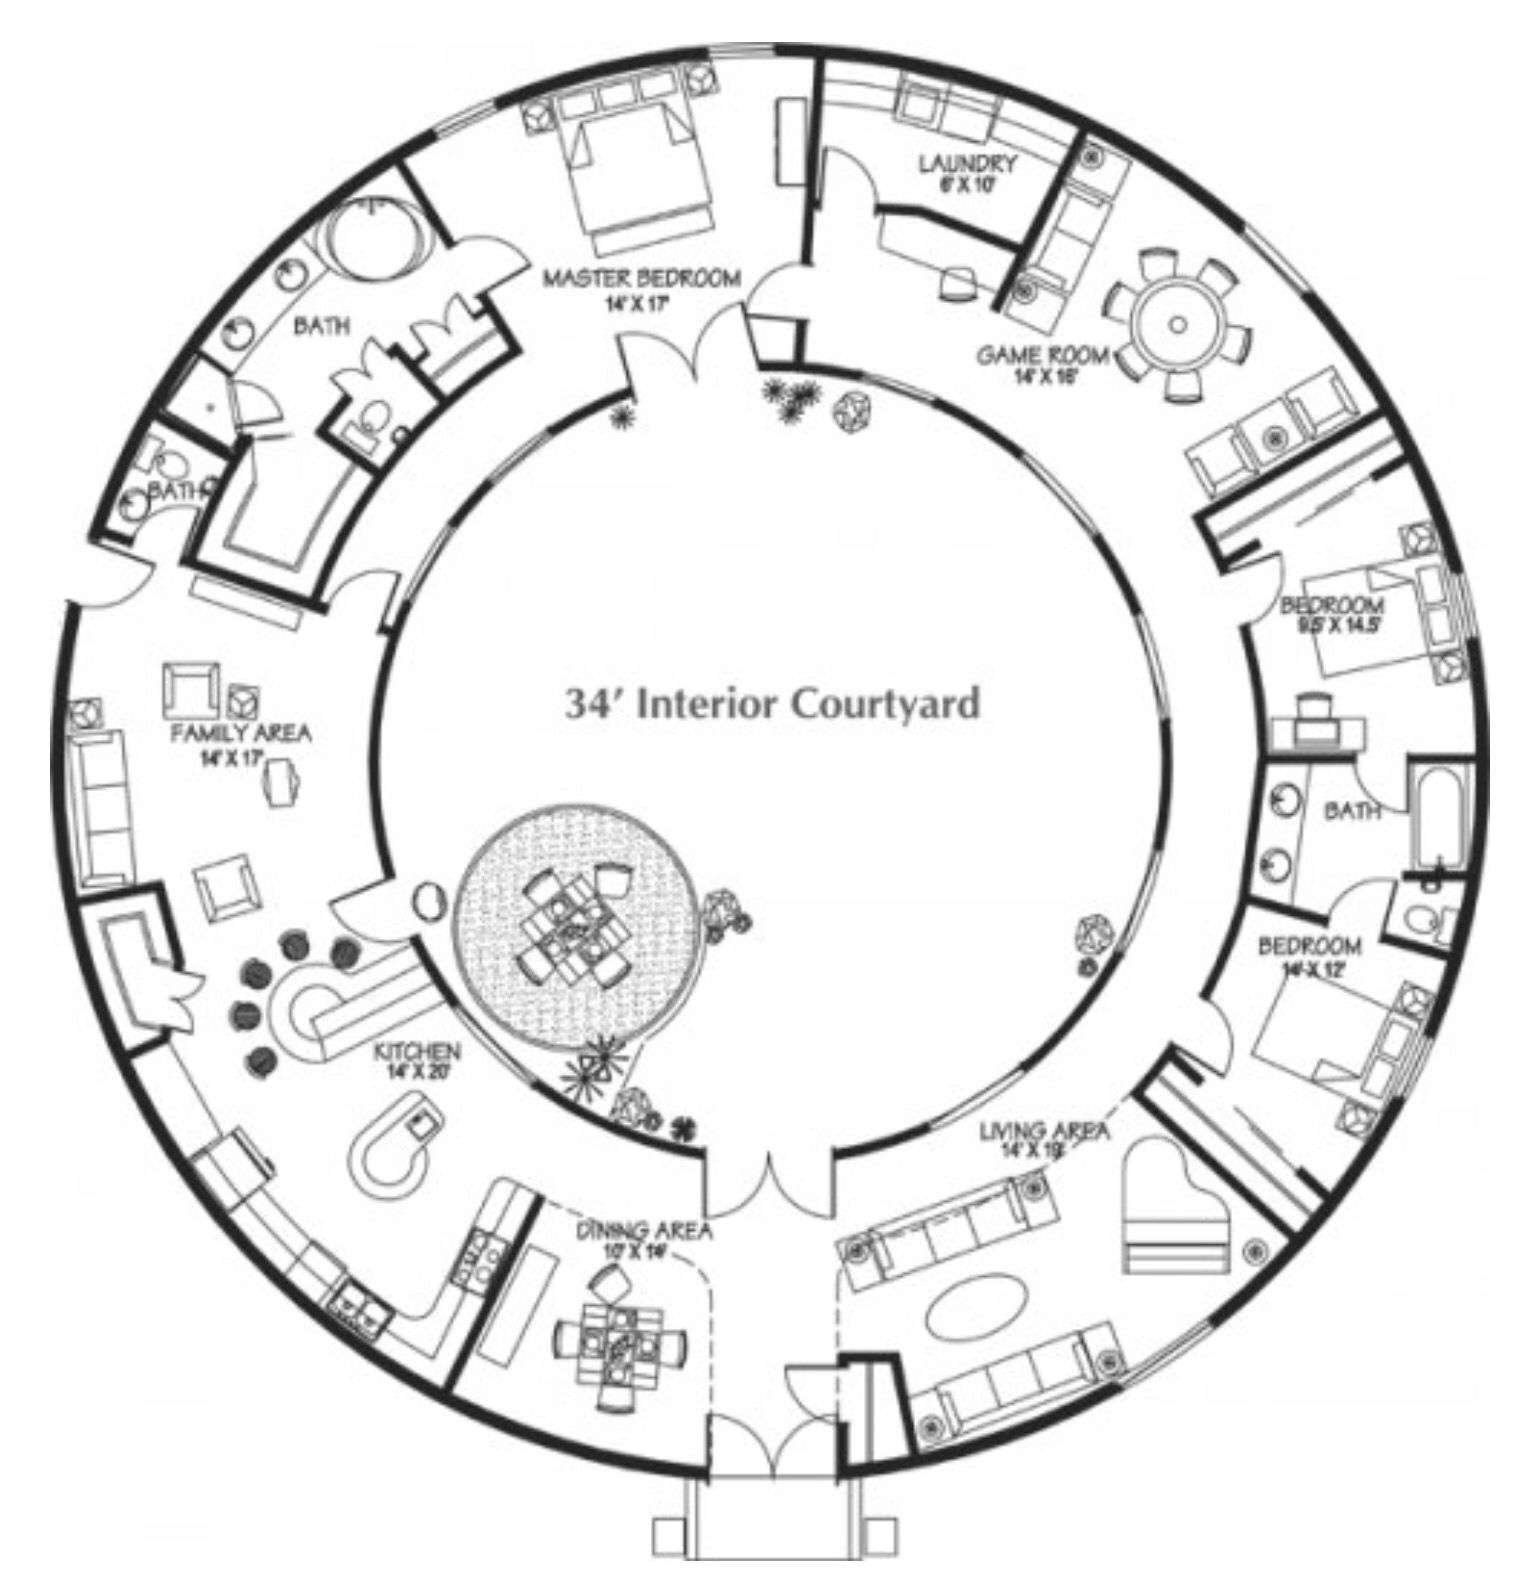 LAUNDRY
6' X 10'
MASTER BEDROOM
14' X 17'
BATH
GAME ROOM
14' X 16'
BATH
BEDROOM
9.5' X 14.5'
34' Interior Courtyard
FAMILY AREA
14' X 17'
BATH
BEDROOM
14' X 12'
KITCHEN
14' X 20'
LIVING AREA
14' X 19'
DINING AREA
10' X 14'